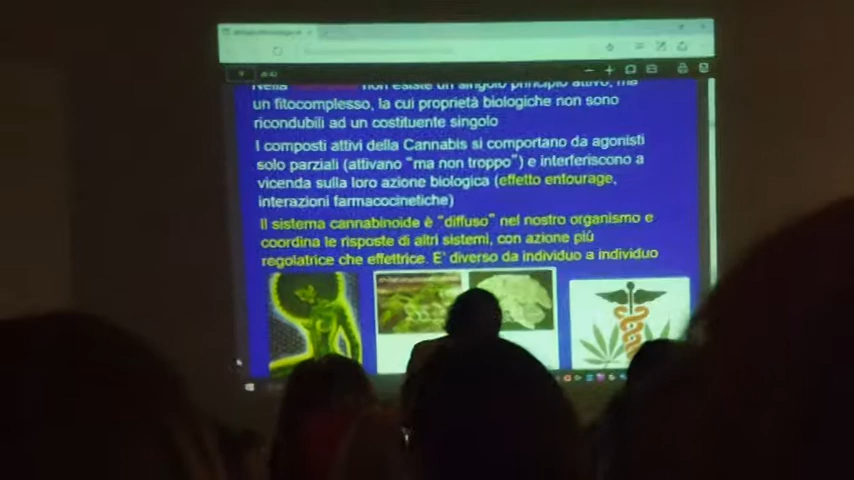 Nella non esiste un singolo principio attivo, ma
un fitocomplesso, la cui proprietà biologiche non sono
ricondubili ad un costituente singolo
I composti attivi della Cannabis si comportano da agonisti
solo parziali (attivano "ma non troppo") e interferiscono a
vicenda sulla loro azione biologica (effetto entourage,
interazioni farmacocinetiche)
Il sistema cannabinoide è "diffuso" nel nostro organismo e
coordina le risposte di altri sistemi, con azione più
regolatrice che effettrice. E' diverso da individuo a individuo